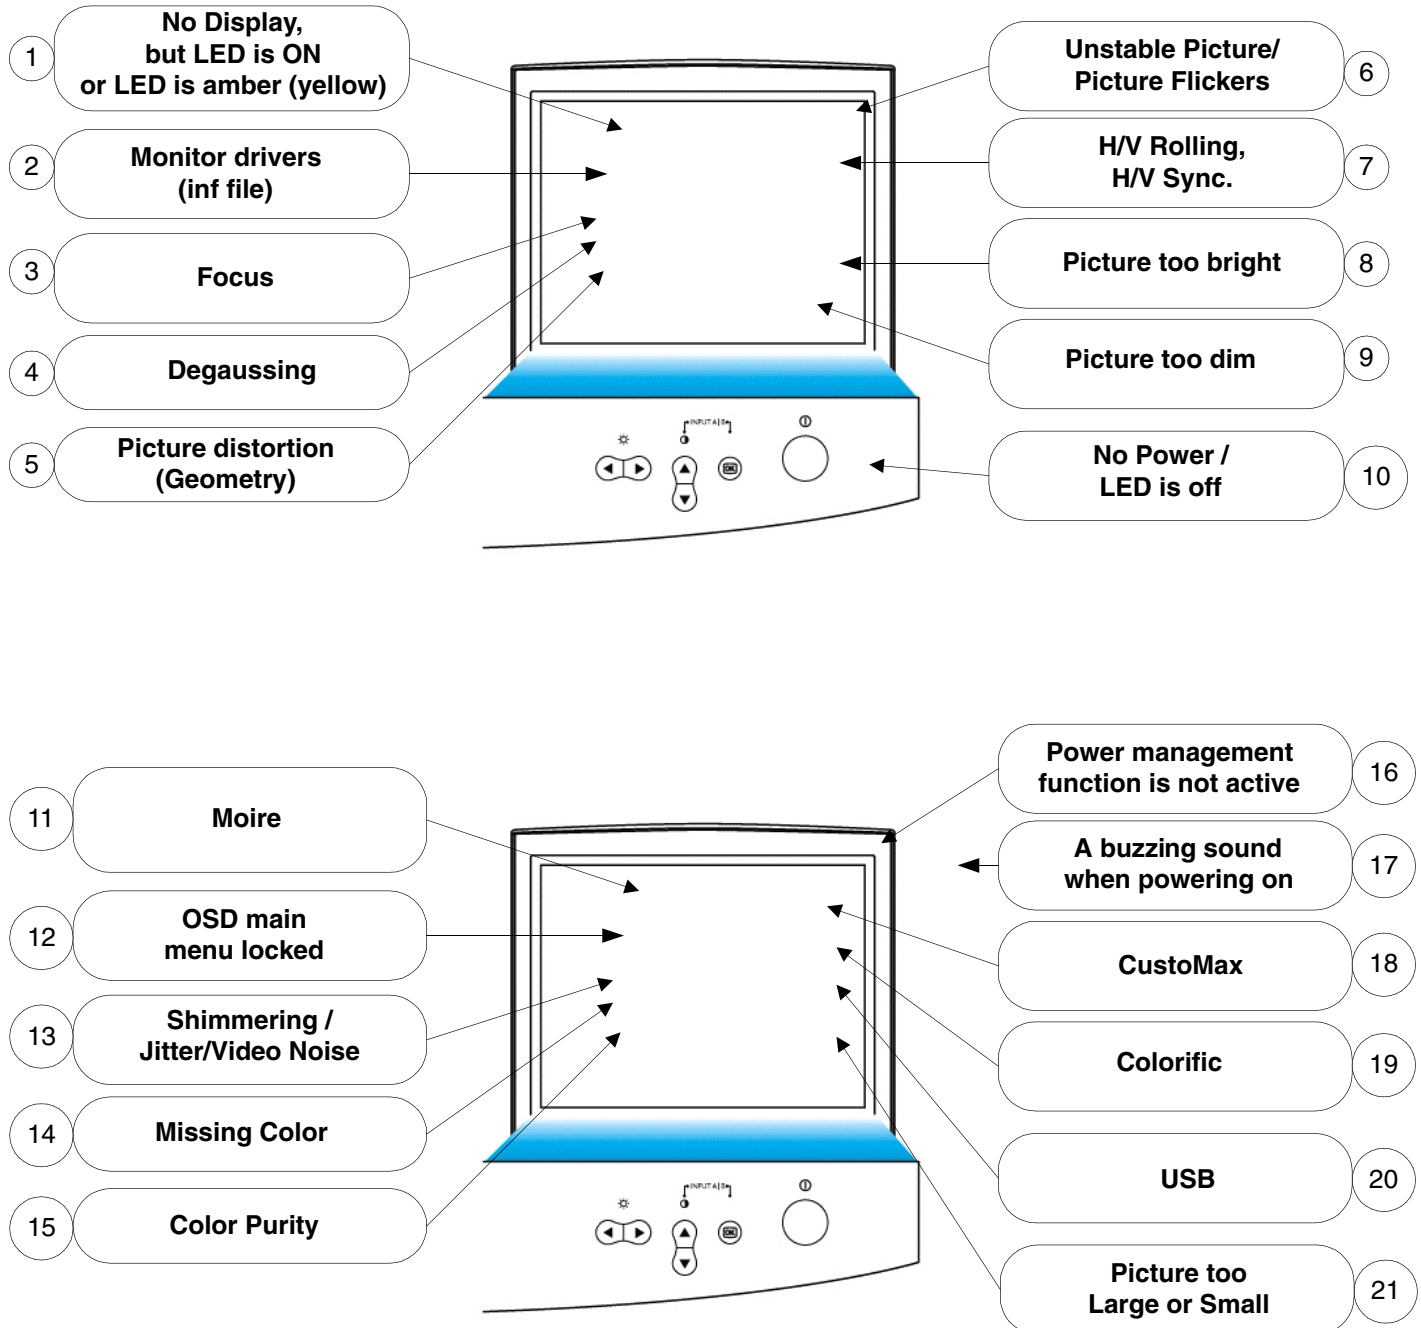 1
No Display,
but LED is ON
or LED is amber (yellow)
2
Monitor drivers
(inf file)
3
Focus
4
Degaussing
5
Picture distortion
(Geometry)
Unstable Picture/
Picture Flickers
6
H/V Rolling,
H/V Sync.
7
Picture too bright
8
Picture too dim
9
No Power /
LED is off
10
INPUT A|B
OK
11
Moire
12
OSD main
menu locked
13
Shimmering /
Jitter/Video Noise
14
Missing Color
15
Color Purity
Power management
function is not active
16
A buzzing sound
when powering on
17
CustoMax
18
Colorific
19
USB
20
Picture too
Large or Small
21
INPUT A|B
OK